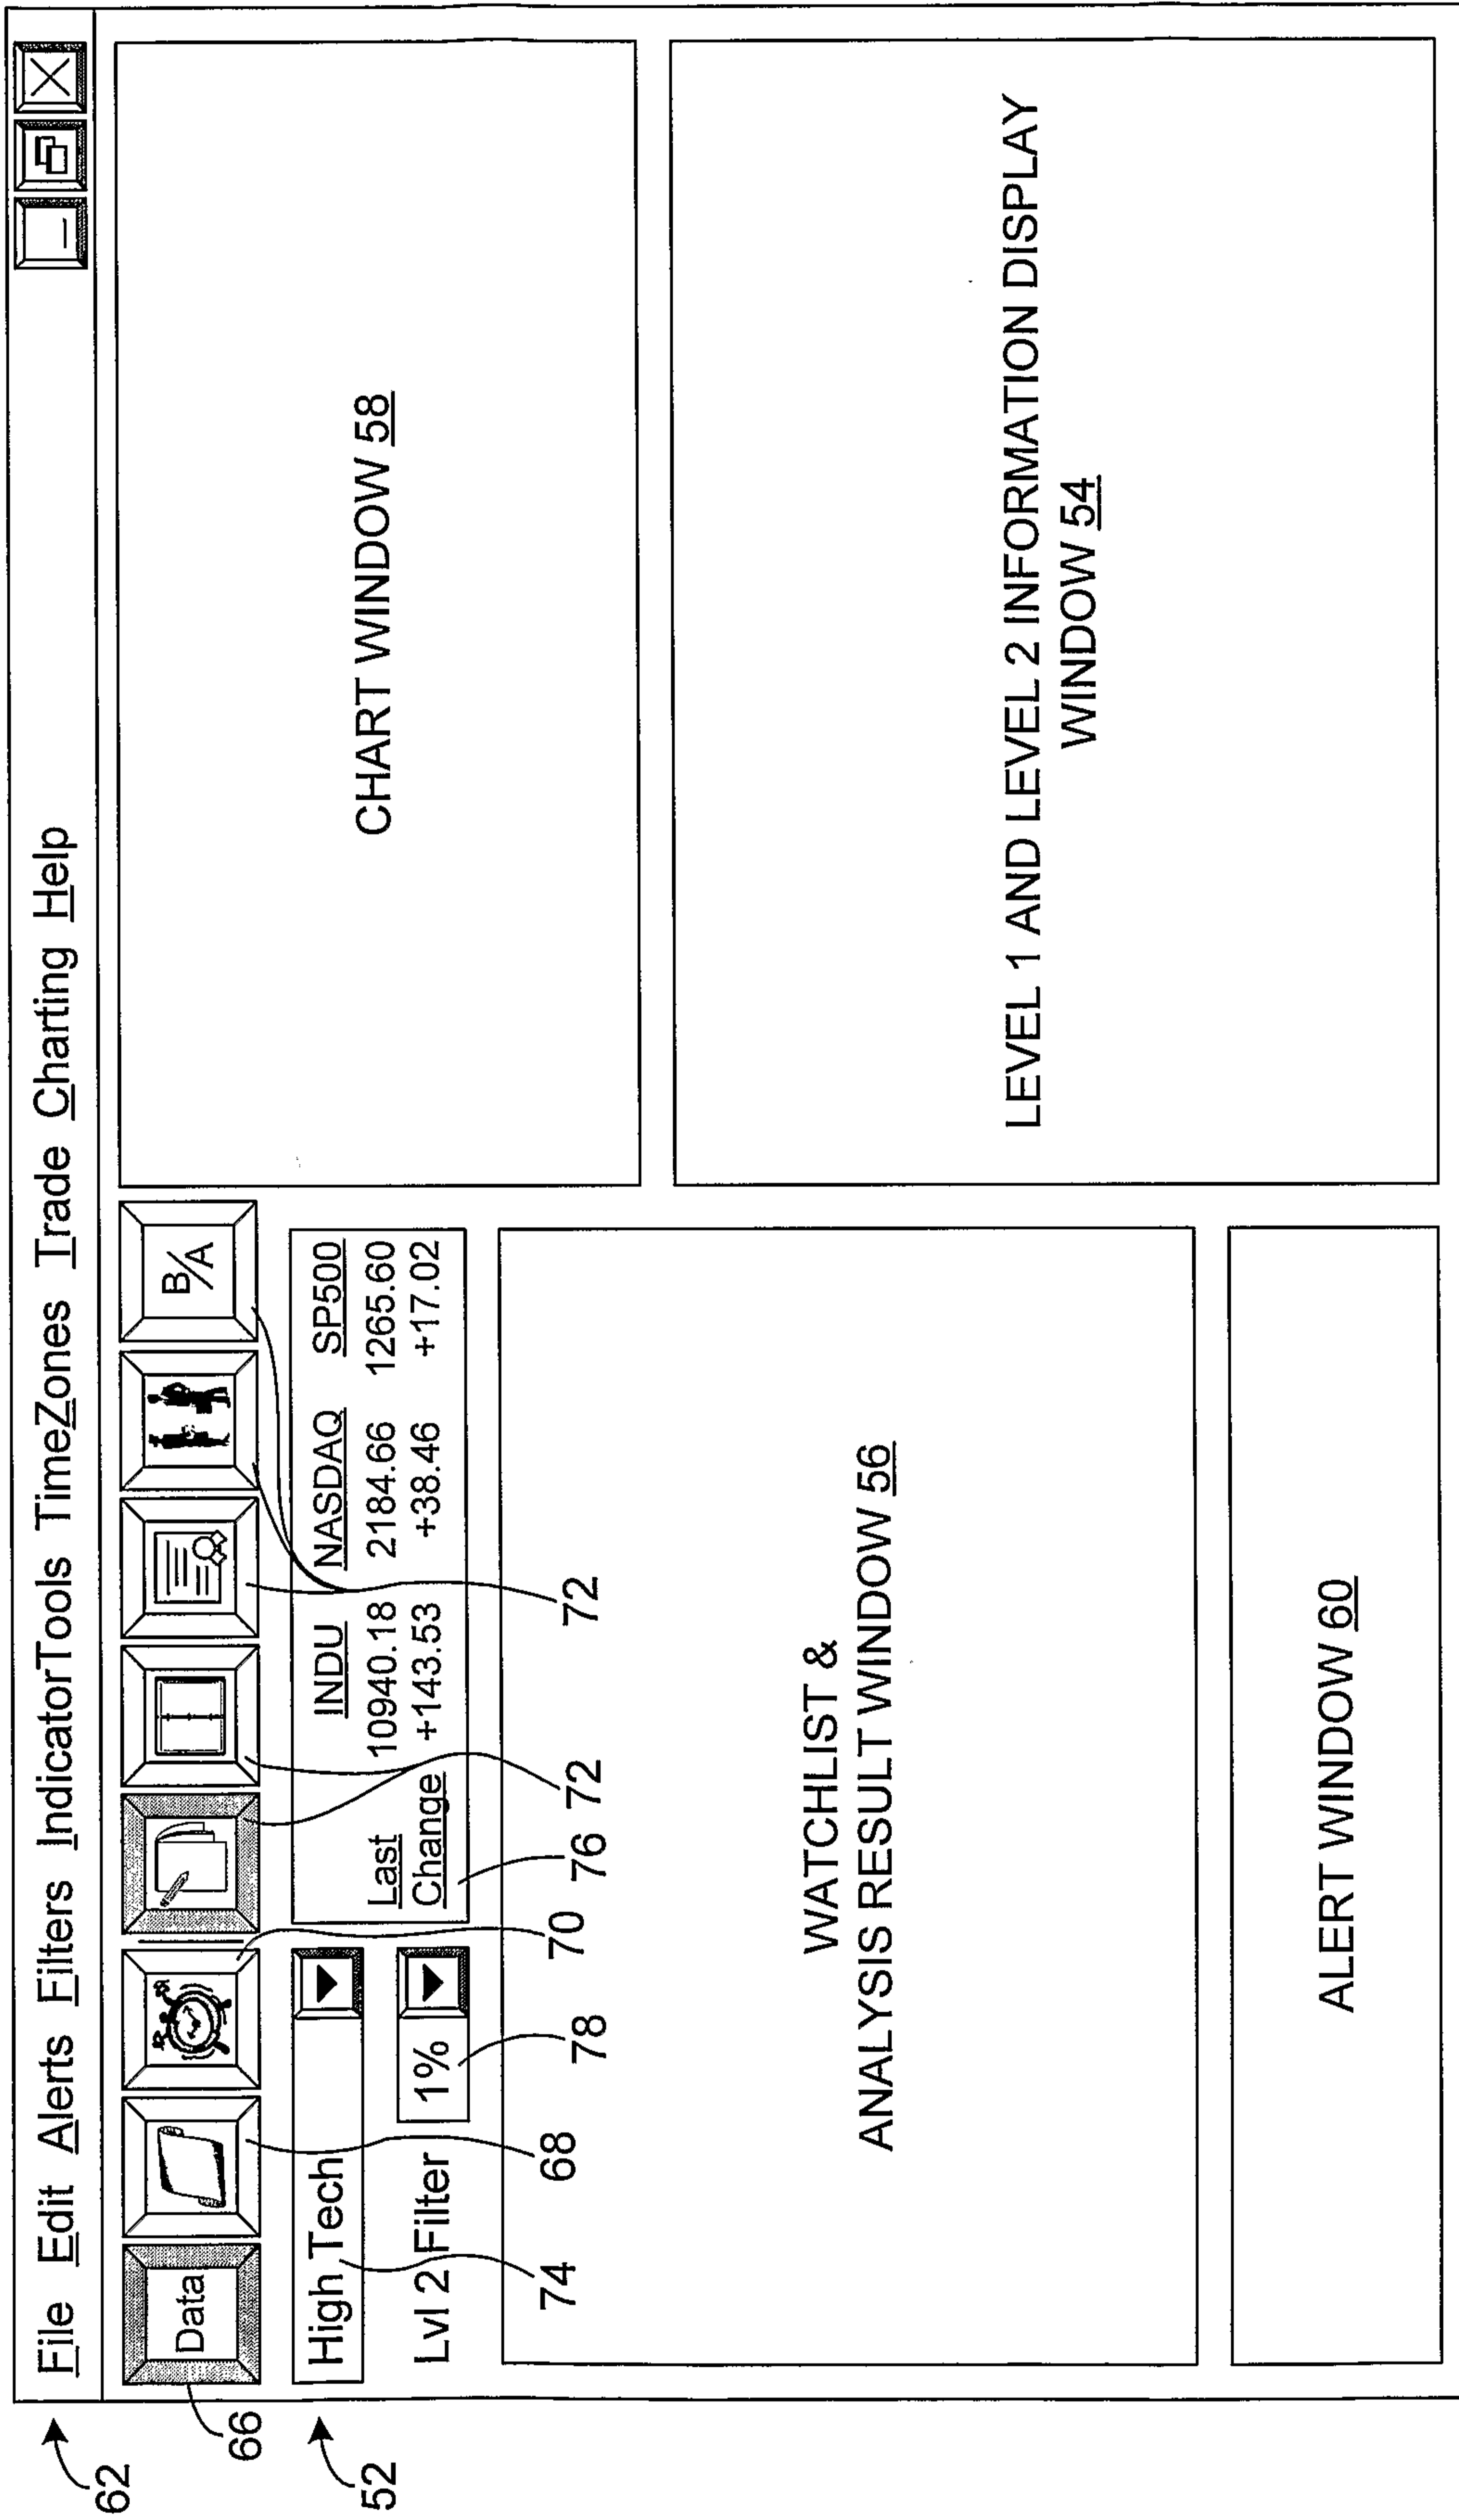 62
File Edit Alerts Filters IndicatorTools TimeZones Trade Charting Help
66
Data
B/A
52
High Tech
Lvl 2 Filter
1%
INDU NASDAQ SP500
Last 10940.18 2184.66 1265.60
Change +143.53 +38.46 +17.02
74
68
78
70
76
72
72
CHART WINDOW 58
WATCHLIST &
ANALYSIS RESULT WINDOW 56
LEVEL 1 AND LEVEL 2 INFORMATION DISPLAY
WINDOW 54
ALERT WINDOW 60